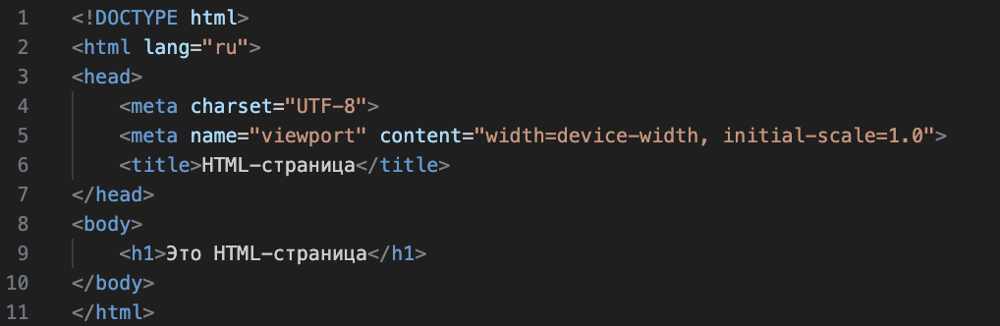 1 <!DOCTYPE html>
2 <html lang="ru">
3 <head>
4     <meta charset="UTF-8">
5     <meta name="viewport" content="width=device-width, initial-scale=1.0">
6     <title>HTML-страница</title>
7 </head>
8 <body>
9     <h1>Это HTML-страница</h1>
10 </body>
11 </html>